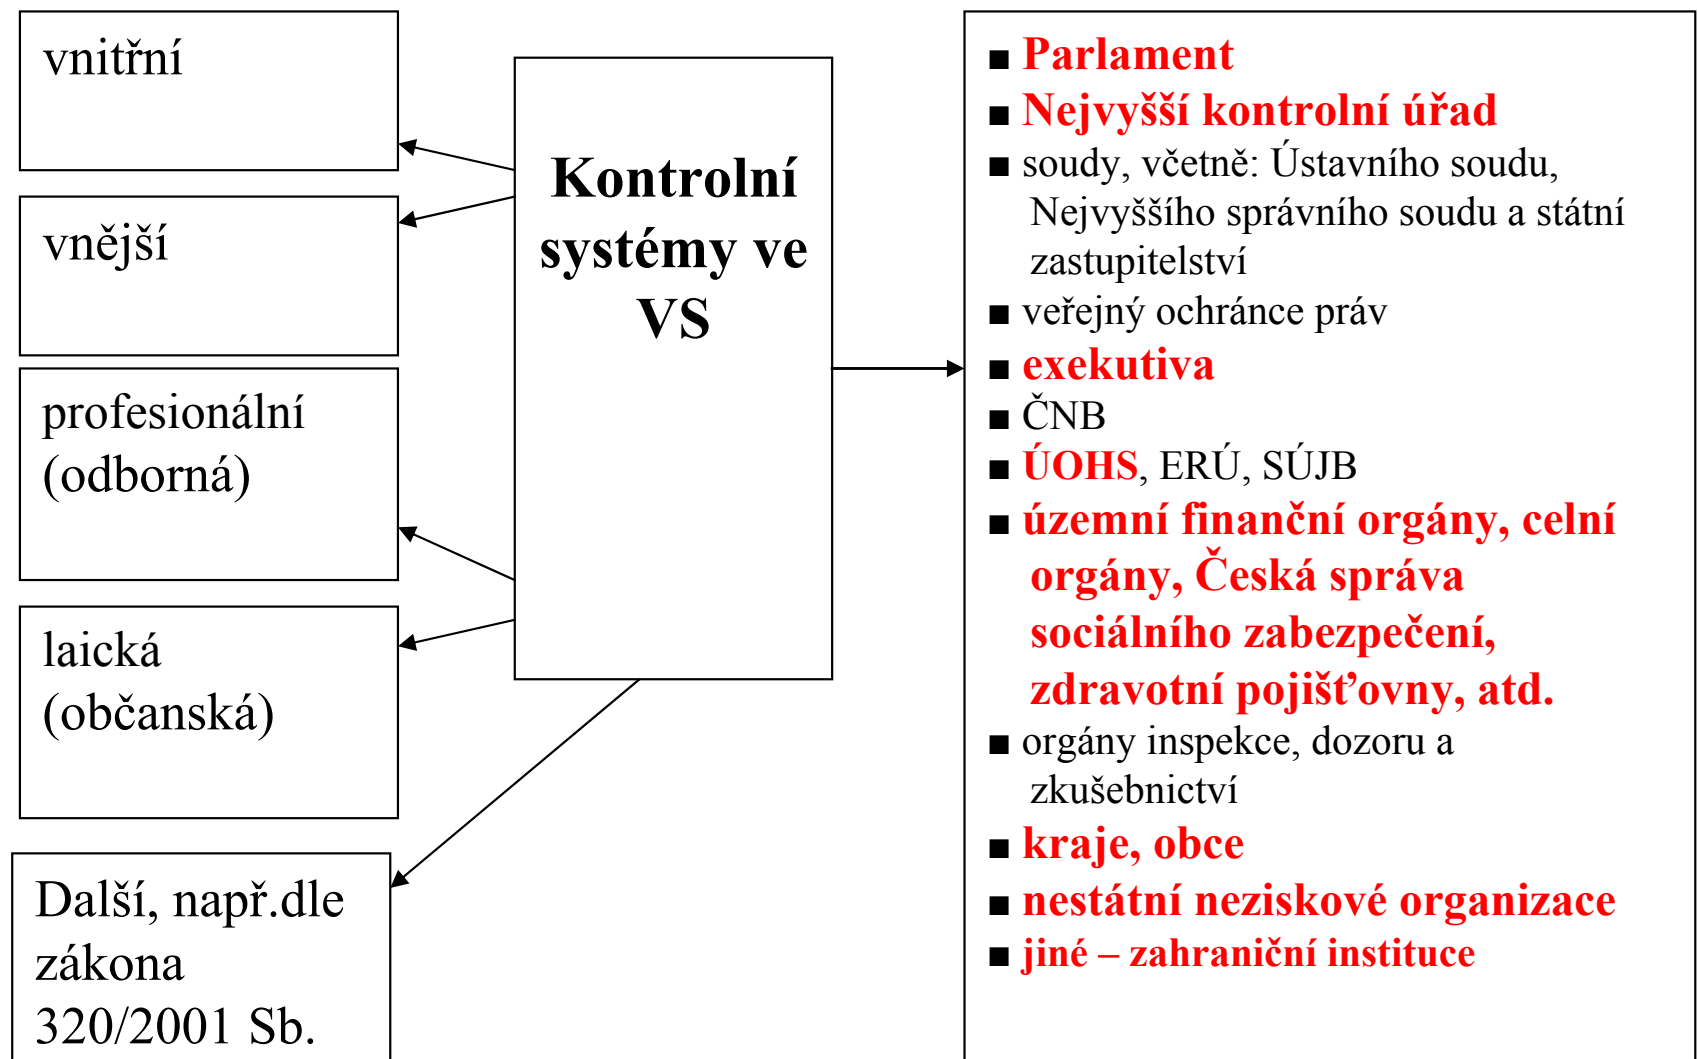 vnitřní
vnější
profesionální
(odborná)
laická
(občanská)
Další, např.dle
zákona
320/2001 Sb.
Kontrolní
systémy ve
VS
■ Parlament
■ Nejvyšší kontrolní úřad
■ soudy, včetně: Ústavního soudu,
Nejvyššího správního soudu a státní
zastupitelství
■ veřejný ochránce práv
■ exekutiva
■ ČNB
■ ÚOHS, ERÚ, SÚJB
■ územní finanční orgány, celní
orgány, Česká správa
sociálního zabezpečení,
zdravotní pojišťovny, atd.
■ orgány inspekce, dozoru a
zkušebnictví
■ kraje, obce
■ nestátní neziskové organizace
■ jiné – zahraniční instituce